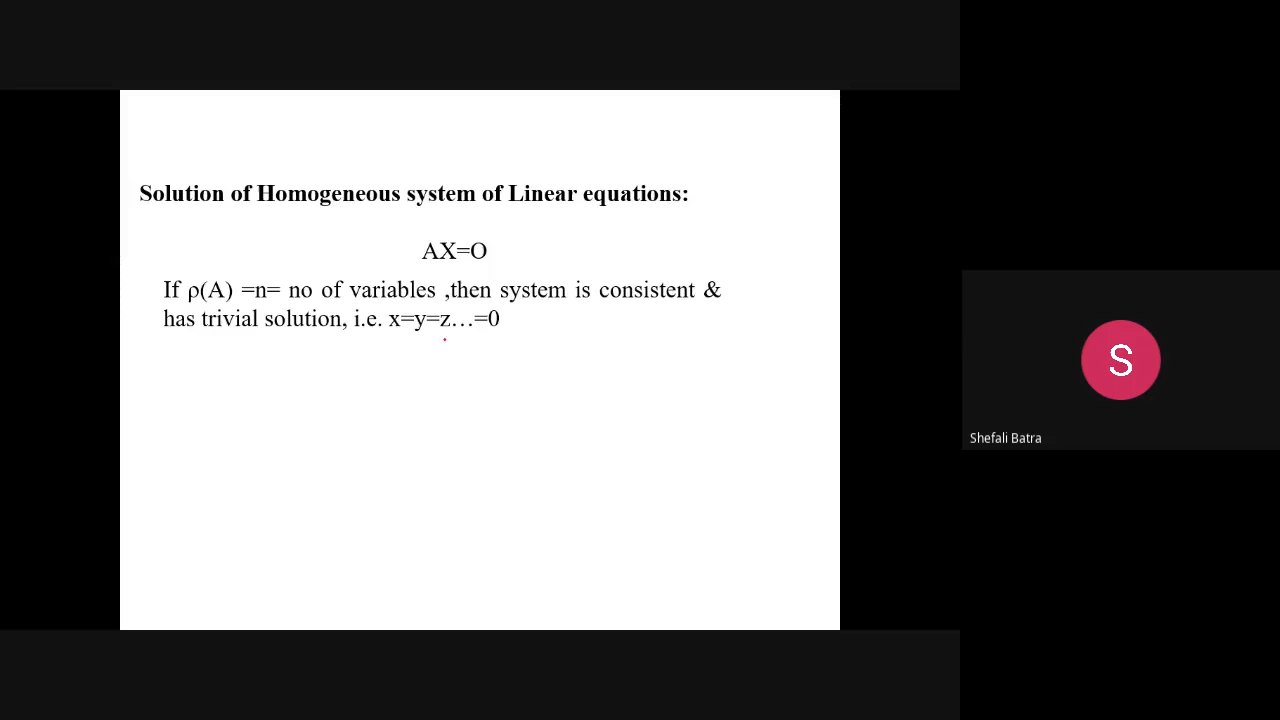 Solution of Homogeneous system of Linear equations:
AX=O
If ρ(A) =n= no of variables ,then system is consistent &
has trivial solution, i.e. x=y=z…=0
S
Shefali Batra